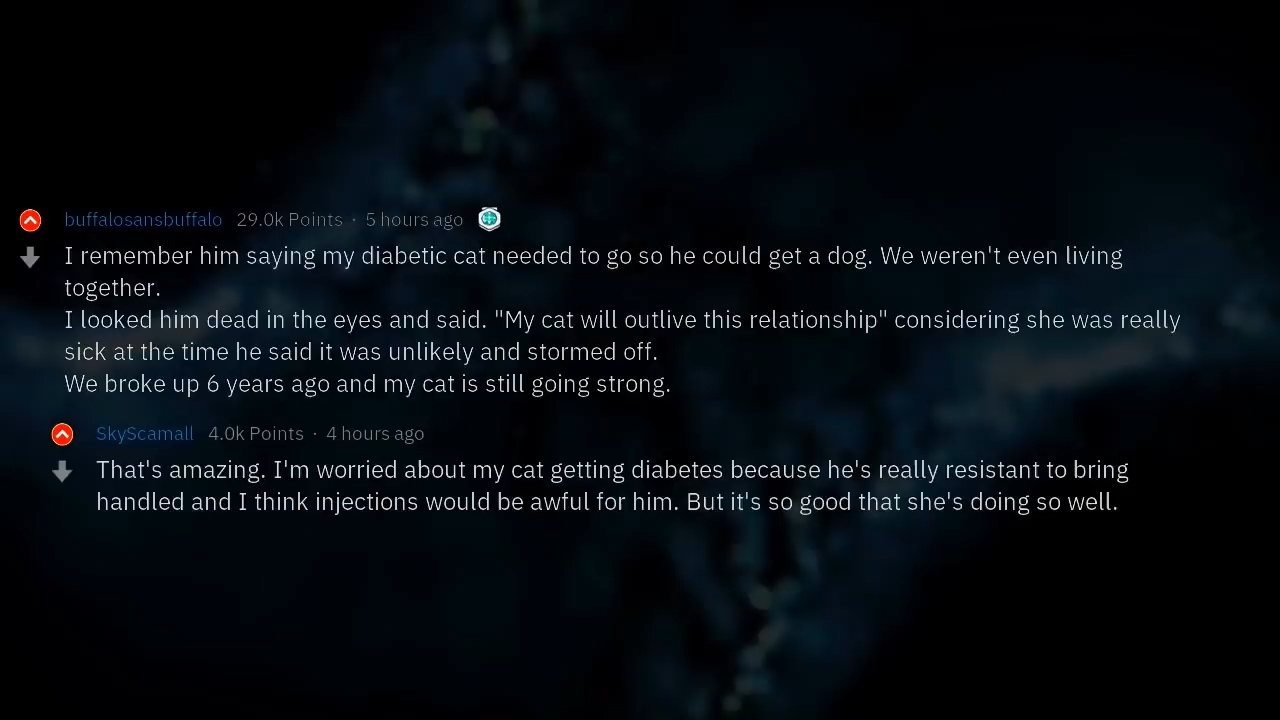 buffalosansbuffalo 29.0k Points · 5 hours ago
I remember him saying my diabetic cat needed to go so he could get a dog. We weren't even living
together.
I looked him dead in the eyes and said. "My cat will outlive this relationship" considering she was really
sick at the time he said it was unlikely and stormed off.
We broke up 6 years ago and my cat is still going strong.
SkyScamall 4.0k Points · 4 hours ago
That's amazing. I'm worried about my cat getting diabetes because he's really resistant to bring
handled and I think injections would be awful for him. But it's so good that she's doing so well.